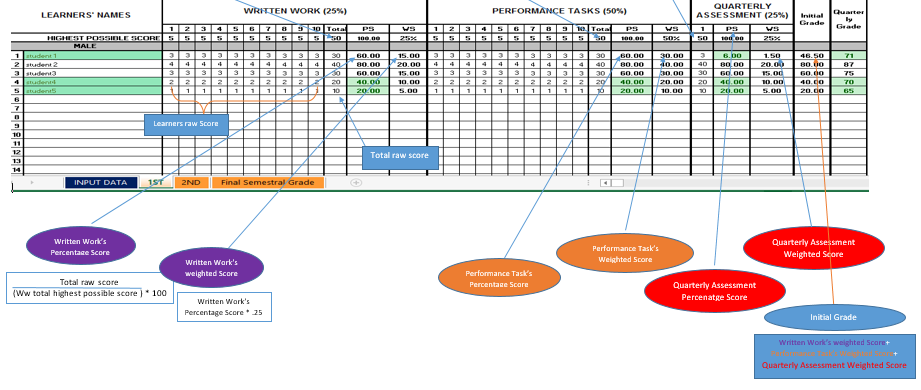 LEARNERS' NAMES WRITTEN WORK (25%) PERFORMANCE TASKS (50%) QUARTERLY ASSESSMENT (25%) Initial Grade Quarterly Grade
1 2 3 4 5 6 7 8 9 10 Total PS WS 1 2 3 4 5 6 7 8 9 10 Total PS WS 1 PS WS
HIGHEST POSSIBLE SCORE 5 5 5 5 5 5 5 5 5 5 50 100.00 25% 5 5 5 5 5 5 5 5 5 5 50 100.00 50% 50 100.00 25%
MALE
1 student1 3 3 3 3 3 3 3 3 3 3 30 60.00 15.00 3 3 3 3 3 3 3 3 3 3 30 60.00 30.00 3 6.00 1.50 46.50 71
2 student2 4 4 4 4 4 4 4 4 4 4 40 80.00 20.00 4 4 4 4 4 4 4 4 4 4 40 80.00 40.00 40 80.00 20.00 80.00 87
3 student3 3 3 3 3 3 3 3 3 3 3 30 60.00 15.00 3 3 3 3 3 3 3 3 3 3 30 60.00 30.00 30 60.00 15.00 60.00 75
4 student4 2 2 2 2 2 2 2 2 2 2 20 40.00 10.00 2 2 2 2 2 2 2 2 2 2 20 40.00 20.00 20 40.00 10.00 40.00 70
5 student5 1 1 1 1 1 1 1 1 1 1 10 20.00 5.00 1 1 1 1 1 1 1 1 1 1 10 20.00 10.00 10 20.00 5.00 20.00 65
6
7
8
9
10
11
12
13
14
Learners raw Score
Total raw score
INPUT DATA 1ST 2ND Final Semestral Grade
Written Work's
Percentage Score
Written Work's
weighted Score
Performance Task's
Percentage Score
Performance Task's
Weighted Score
Quarterly Assessment
Percenatge Score
Quarterly Assessment
Weighted Score
Total raw score
(Ww total highest possible score ) * 100
Written Work's
Percentage Score * .25
Initial Grade
Written Work's weighted Score+
Quarterly Assessment Weighted Score